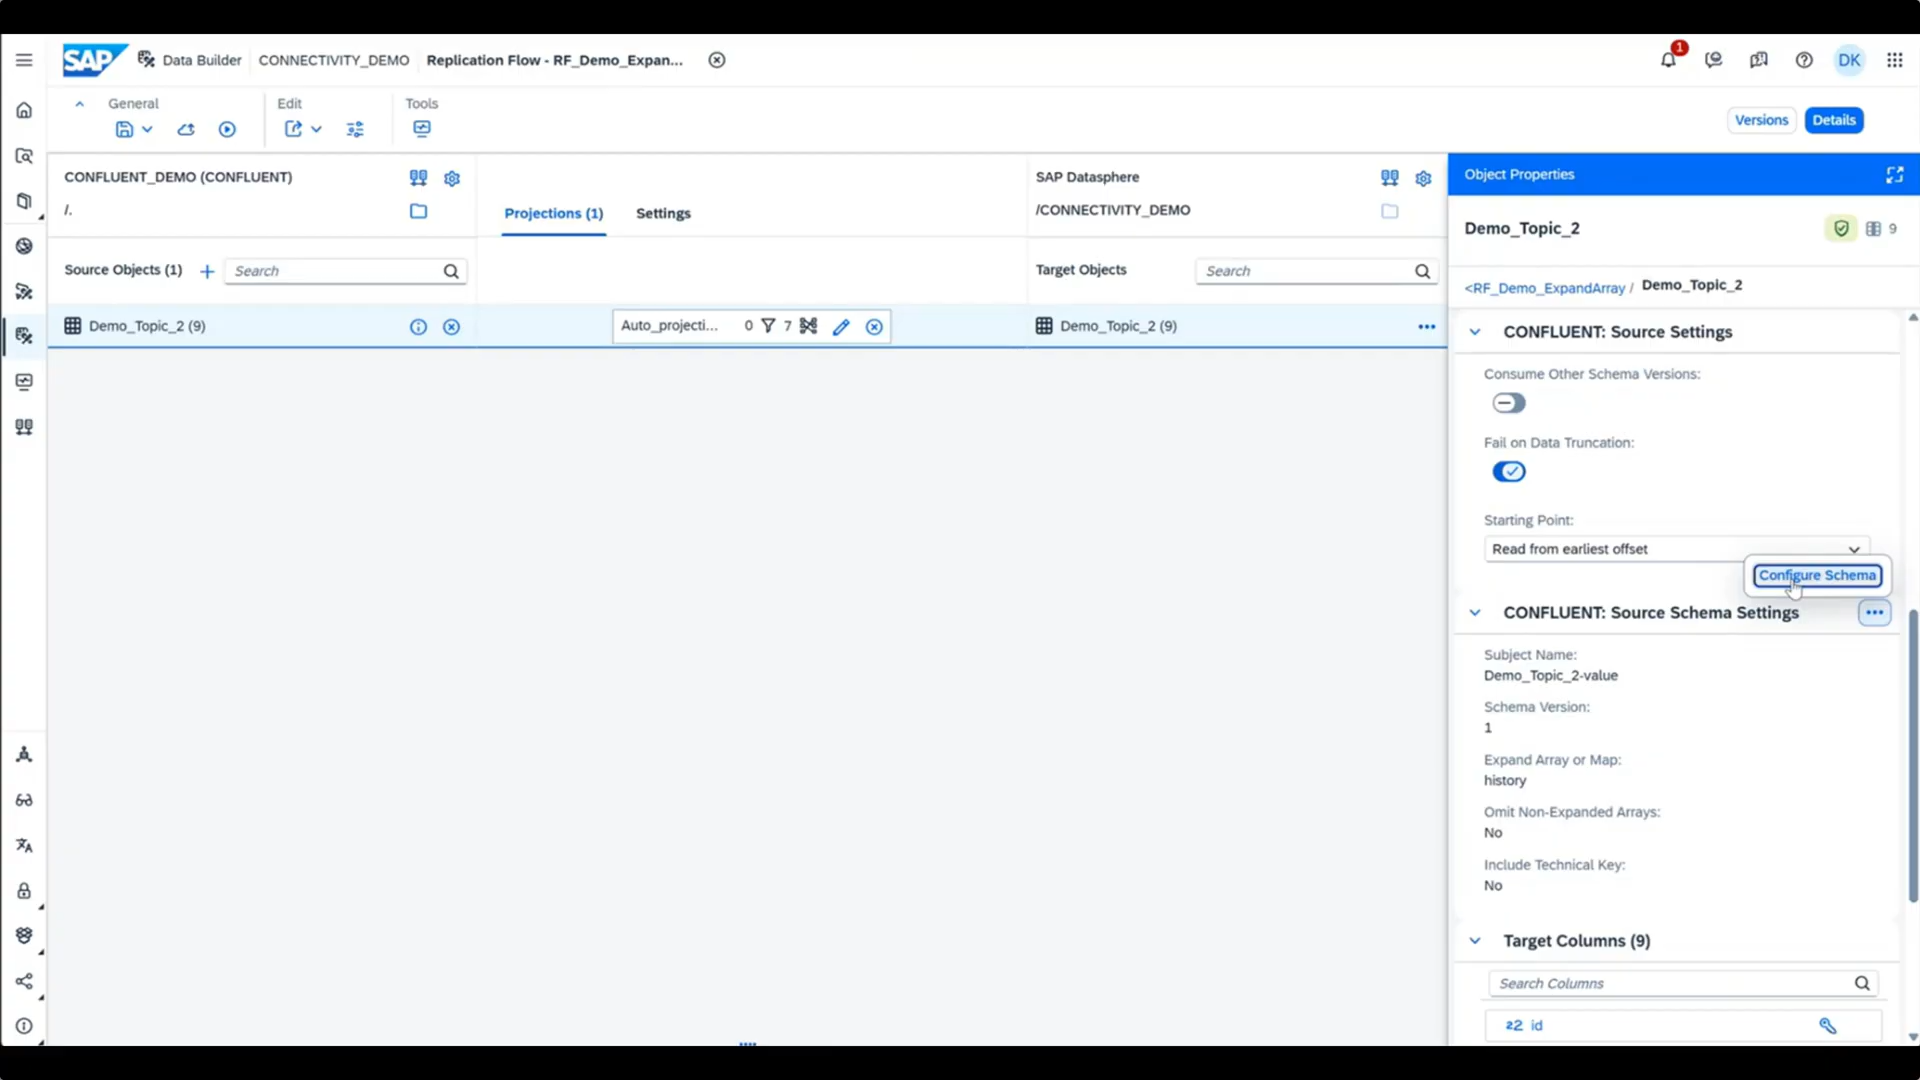 SAP Data Builder CONNECTIVITY_DEMO Replication Flow - RF_Demo_Expan... 1 DK
General Edit Tools
Versions Details
CONFLUENT_DEMO (CONFLUENT)
/.
Projections (1) Settings
SAP Datasphere
/CONNECTIVITY_DEMO
Source Objects (1) Search
Target Objects Search
Demo_Topic_2 (9)
Auto_projecti... 0 7
Demo_Topic_2 (9)
Object Properties
Demo_Topic_2 9
<RF_Demo_ExpandArray / Demo_Topic_2
CONFLUENT: Source Settings
Consume Other Schema Versions:
Fail on Data Truncation:
Starting Point:
Read from earliest offset
Configure Schema
CONFLUENT: Source Schema Settings
Subject Name:
Demo_Topic_2-value
Schema Version:
1
Expand Array or Map:
history
Omit Non-Expanded Arrays:
No
Include Technical Key:
No
Target Columns (9)
Search Columns
id